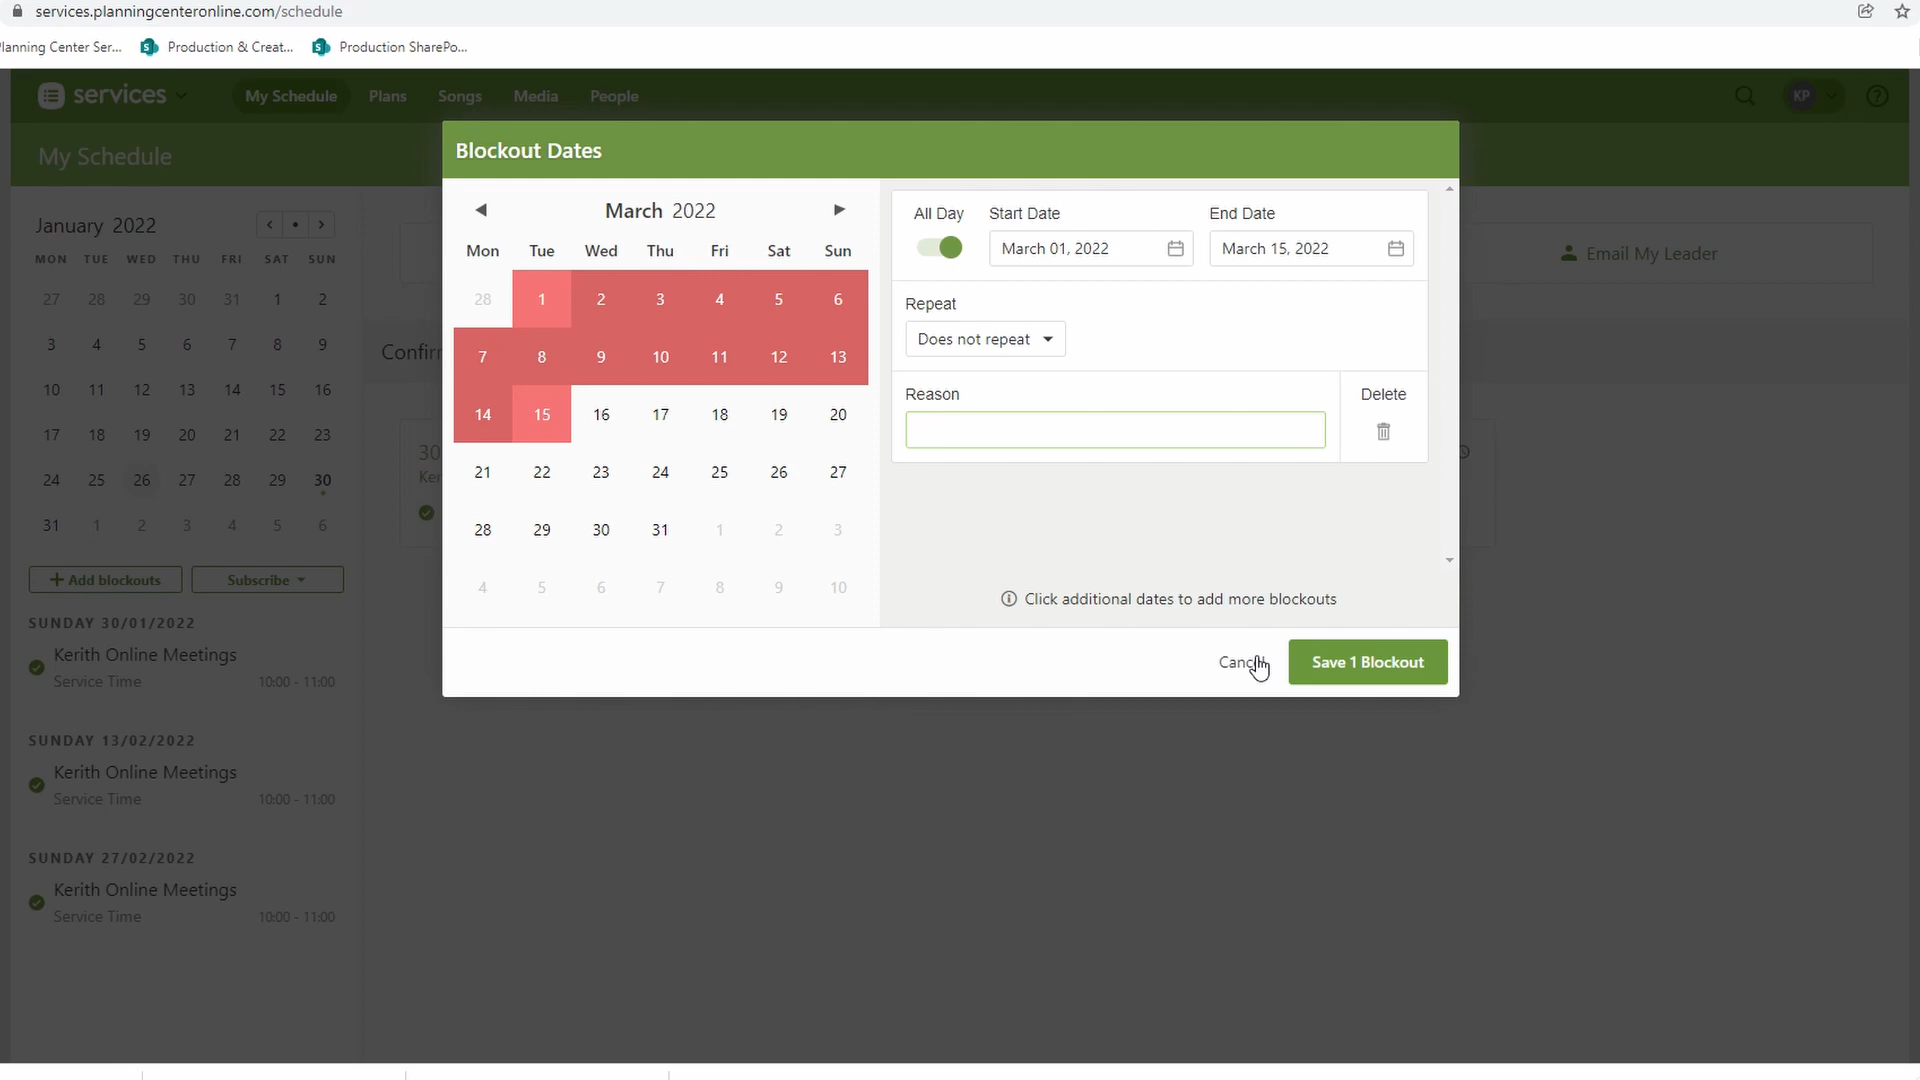 services.planningcenteronline.com/schedule
lanning Center Ser...
Production & Creat...
Production SharePo...
services
My Schedule
Plans
Songs
Media
People
KP
My Schedule
Blockout Dates
January 2022
MON TUE WED THU FRI SAT SUN
27 28 29 30 31 1 2
3 4 5 6 7 8 9
10 11 12 13 14 15 16
17 18 19 20 21 22 23
24 25 26 27 28 29 30
31 1 2 3 4 5 6
+ Add blockouts
Subscribe
SUNDAY 30/01/2022
Kerith Online Meetings
Service Time 10:00 - 11:00
SUNDAY 13/02/2022
Kerith Online Meetings
Service Time 10:00 - 11:00
SUNDAY 27/02/2022
Kerith Online Meetings
Service Time 10:00 - 11:00
Confir
30
Ker
March 2022
Mon Tue Wed Thu Fri Sat Sun
28 1 2 3 4 5 6
7 8 9 10 11 12 13
14 15 16 17 18 19 20
21 22 23 24 25 26 27
28 29 30 31 1 2 3
4 5 6 7 8 9 10
All Day
Start Date
End Date
March 01, 2022
March 15, 2022
Repeat
Does not repeat
Reason
Delete
Click additional dates to add more blockouts
Cancel
Save 1 Blockout
Email My Leader